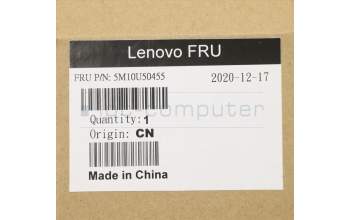 Lenovo FRU
FRU P/N: 5M10U50455 2020-12-17
computer
Quantity: 1
Origin: CN
Made in China